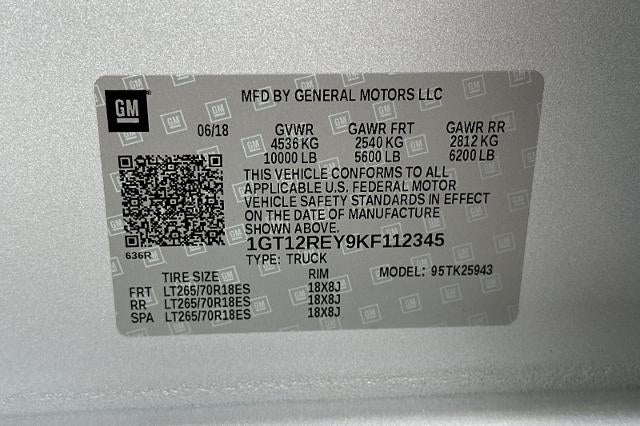 GM
MFD BY GENERAL MOTORS LLC
06/18 GVWR GAWR FRT GAWR RR
4536 KG 2540 KG 2812 KG
10000 LB 5600 LB 6200 LB
THIS VEHICLE CONFORMS TO ALL
APPLICABLE U.S. FEDERAL MOTOR
VEHICLE SAFETY STANDARDS IN EFFECT
ON THE DATE OF MANUFACTURE
SHOWN ABOVE.
636R
1GT12REY9KF112345
TYPE: TRUCK MODEL: 95TK25943
TIRE SIZE RIM
FRT LT265/70R18ES 18X8J
RR LT265/70R18ES 18X8J
SPA LT265/70R18ES 18X8J